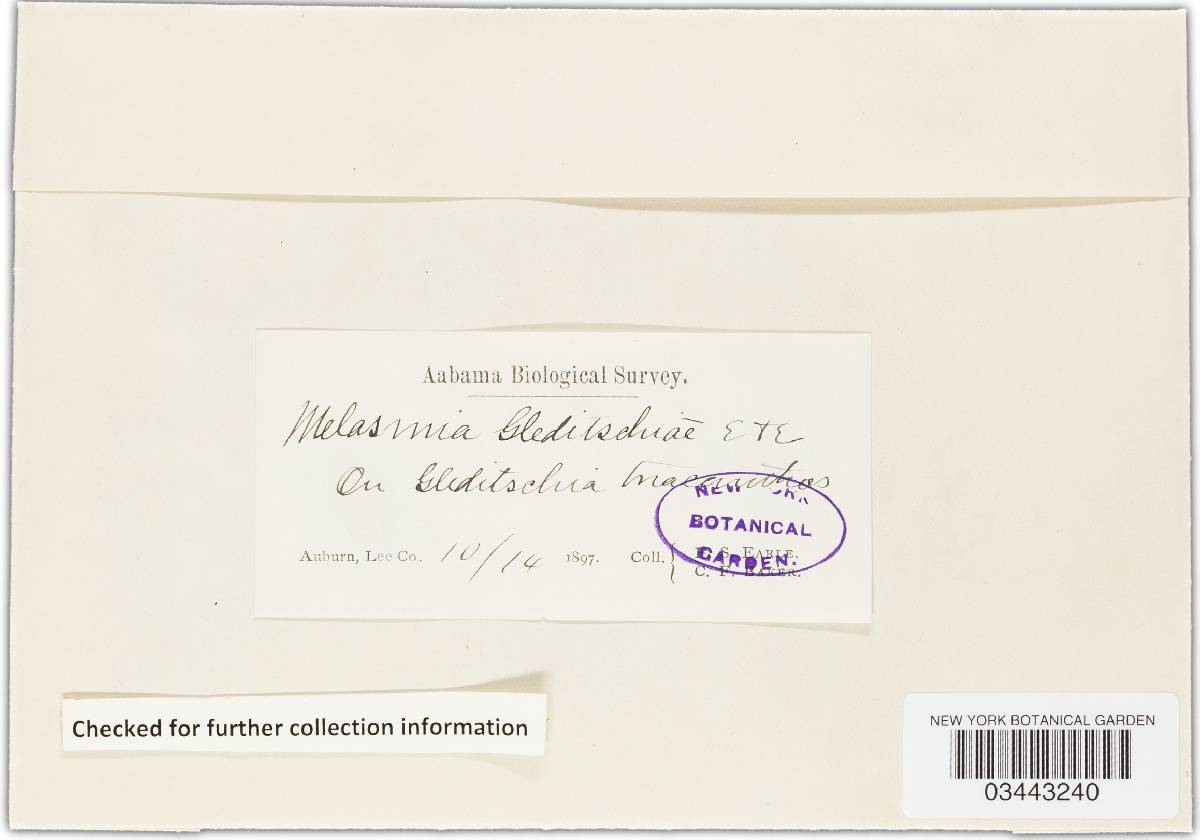 Aabama Biological Survey.
Melasmia Gleditschiae E & E
On Gleditschia triacanthos
Auburn, Lee Co. 10/14 1897. Coll. { F. S. Earle.
C. F. Baker.
NEW YORK
BOTANICAL
GARDEN.
Checked for further collection information
NEW YORK BOTANICAL GARDEN
03443240